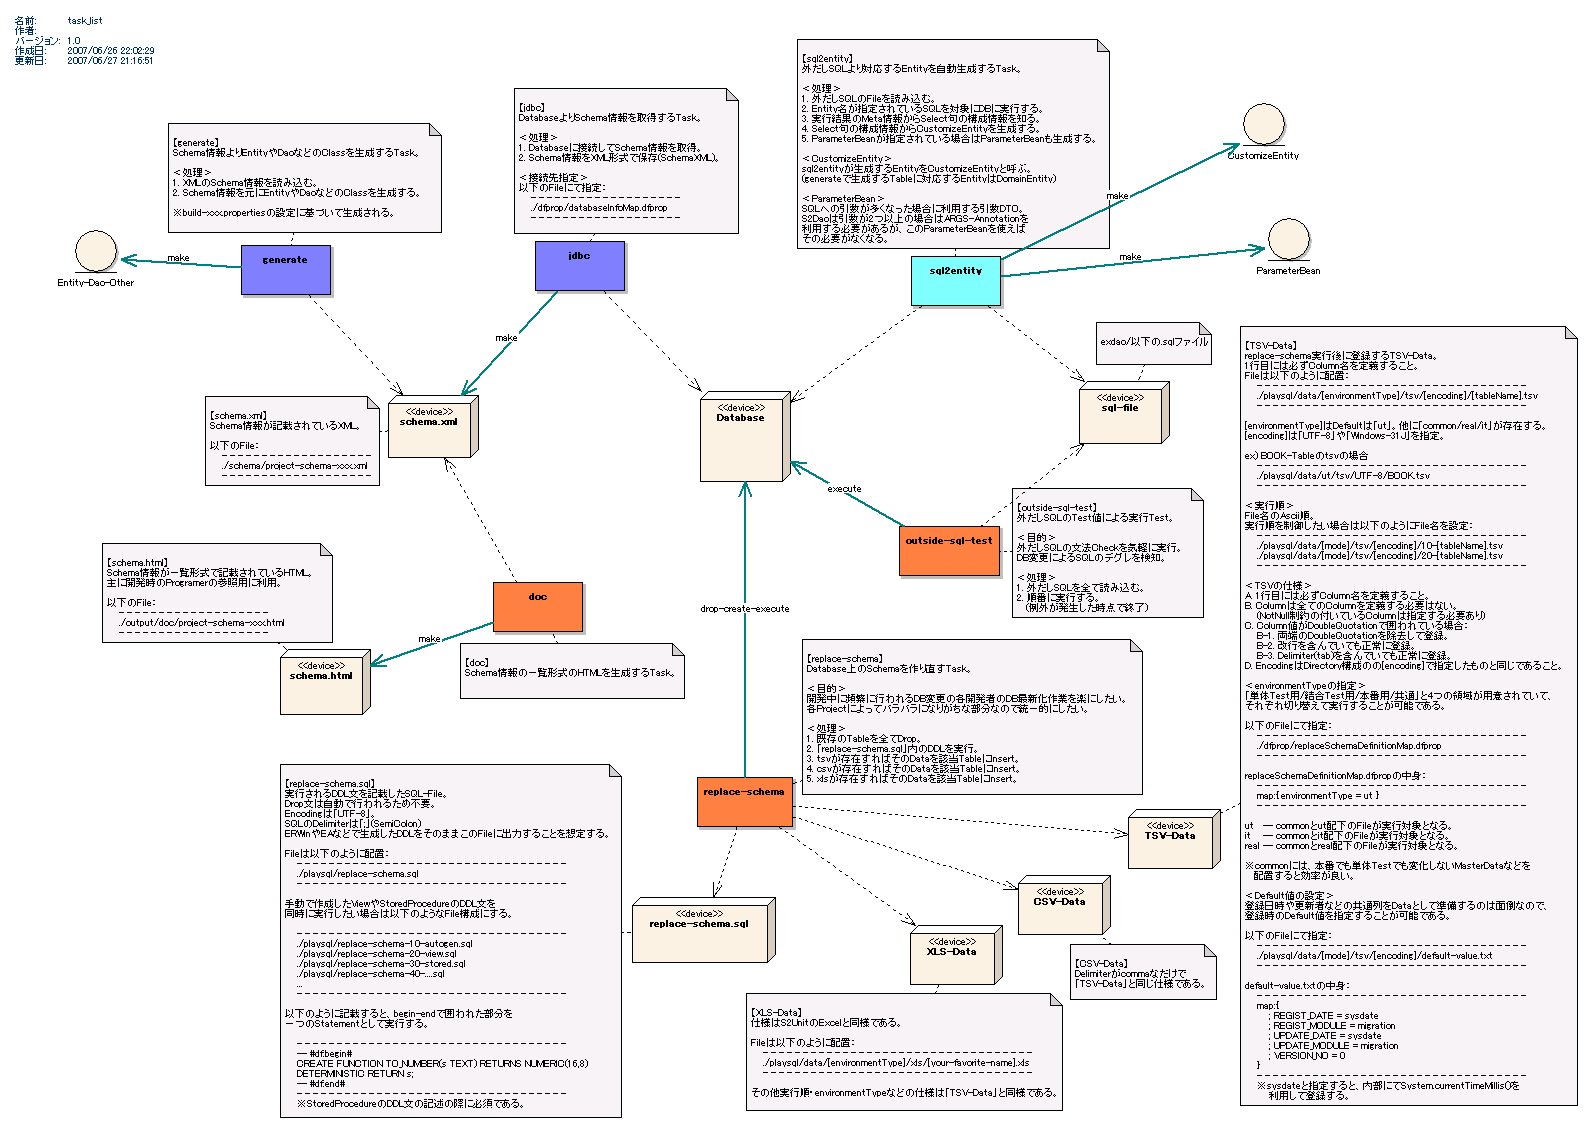 名前: task_list
作者:
バージョン: 1.0
作成日: 2007/06/26 22:02:29
更新日: 2007/06/27 21:16:51
【generate】
Schema情報よりEntityやDaoなどのClassを生成するTask。
＜処理＞
1. XMLのSchema情報を読み込む。
2. Schema情報を元にEntityやDaoなどのClassを生成する。
※build-xxx.propertiesの設定に基づいて生成される。
【jdbc】
DatabaseよりSchema情報を取得するTask。
＜処理＞
1. Databaseに接続してSchema情報を取得。
2. Schema情報をXML形式で保存(SchemaXML)。
＜接続先指定＞
以下のFileにて指定:
- - - - - - - - - - - - - - - - - - -
./dfprop/databaseInfoMap.dfprop
- - - - - - - - - - - - - - - - - - -
【sql2entity】
外だしSQLより対応するEntityを自動生成するTask。
＜処理＞
1. 外だしSQLのFileを読み込む。
2. Entity名が指定されているSQLを対象にDBに実行する。
3. 実行結果のMeta情報からSelect句の構成情報を知る。
4. Select句の構成情報からCustomizeEntityを生成する。
5. ParameterBeanが指定されている場合はParameterBeanも生成する。
＜CustomizeEntity＞
sql2entityが生成するEntityをCustomizeEntityと呼ぶ。
(generateで生成するTableに対応するEntityはDomainEntity)
＜ParameterBean＞
SQLへの引数が多くなった場合に利用する引数DTO。
S2Daoは引数が2つ以上の場合はARGS-Annotationを
利用する必要があるが、このParameterBeanを使えば
その必要がなくなる。
CustomizeEntity
make
ParameterBean
make
Entity-Dao-Other
make
generate
jdbc
sql2entity
make
exdao/以下の.sqlファイル
<<device>>
sql-file
<<device>>
Database
<<device>>
schema.xml
【schema.xml】
Schema情報が記載されているXML。
以下のFile:
- - - - - - - - - - - - - - - - - - -
./schema/project-schema-xxx.xml
- - - - - - - - - - - - - - - - - - -
execute
outside-sql-test
【outside-sql-test】
外だしSQLのTest値による実行Test。
＜目的＞
外だしSQLの文法Checkを気軽に実行。
DB変更によるSQLのデグレを検知。
＜処理＞
1. 外だしSQLを全て読み込む。
2. 順番に実行する。
(例外が発生した時点で終了)
【schema.html】
Schema情報が一覧形式で記載されているHTML。
主に開発時のProgramerの参照用に利用。
以下のFile:
- - - - - - - - - - - - - - - - - - -
./output/doc/project-schema-xxx.html
- - - - - - - - - - - - - - - - - - -
doc
make
<<device>>
schema.html
【doc】
Schema情報の一覧形式のHTMLを生成するTask。
drop-create-execute
【replace-schema】
Database上のSchemaを作り直すTask。
＜目的＞
開発中に頻繁に行われるDB変更の各開発者のDB最新化作業を楽にしたい。
各Projectによってバラバラになりがちな部分なので統一的にしたい。
＜処理＞
1. 既存のTableを全てDrop。
2. 「replace-schema.sql」内のDDLを実行。
3. tsvが存在すればそのDataを該当TableにInsert。
4. csvが存在すればそのDataを該当TableにInsert。
5. xlsが存在すればそのDataを該当TableにInsert。
replace-schema
【replace-schema.sql】
実行されるDDL文を記載したSQL-File。
Drop文は自動で行われるため不要。
Encodingは「UTF-8」。
SQLのDelimiterは「;」(SemiColon)
ERWinやEAなどで生成したDDLをそのままこのFileに出力することを想定する。
Fileは以下のように配置:
- - - - - - - - - - - - - - - - - - -
./playsql/replace-schema.sql
- - - - - - - - - - - - - - - - - - -
手動で作成したViewやStoredProcedureのDDL文を
同時に実行したい場合は以下のようなFile構成にする。
- - - - - - - - - - - - - - - - - - -
./playsql/replace-schema-10-autogen.sql
./playsql/replace-schema-20-view.sql
./playsql/replace-schema-30-stored.sql
./playsql/replace-schema-40-....sql
...
- - - - - - - - - - - - - - - - - - -
以下のように記載すると、begin-endで囲われた部分を
一つのStatementとして実行する。
- - - - - - - - - - - - - - - - - - -
-- #dfbegin#
CREATE FUNCTION TO_NUMBER(s TEXT) RETURNS NUMERIC(16,8)
DETERMINISTIC RETURN s;
-- #dfend#
- - - - - - - - - - - - - - - - - - -
※StoredProcedureのDDL文の記述の際に必須である。
<<device>>
replace-schema.sql
<<device>>
XLS-Data
<<device>>
CSV-Data
<<device>>
TSV-Data
【CSV-Data】
Delimiterがcommaなだけで
「TSV-Data」と同じ仕様である。
【XLS-Data】
仕様はS2UnitのExcelと同様である。
Fileは以下のように配置:
- - - - - - - - - - - - - - - - - - -
./playsql/data/[environmentType]/xls/[your-favorite-name].xls
- - - - - - - - - - - - - - - - - - -
その他実行順・environmentTypeなどの仕様は「TSV-Data」と同様である。
【TSV-Data】
replace-schema実行後に登録するTSV-Data。
1行目には必ずColumn名を定義すること。
Fileは以下のように配置:
- - - - - - - - - - - - - - - - - - -
./playsql/data/[environmentType]/tsv/[encoding]/[tableName].tsv
- - - - - - - - - - - - - - - - - - -
[environmentType]はDefaultは「ut」。他に「common/real/it」が存在する。
[encoding]は「UTF-8」や「Windows-31J」を指定。
ex) BOOK-Tableのtsvの場合
- - - - - - - - - - - - - - - - - - -
./playsql/data/ut/tsv/UTF-8/BOOK.tsv
- - - - - - - - - - - - - - - - - - -
＜実行順＞
File名のAscii順。
実行順を制御したい場合は以下のようにFile名を設定:
- - - - - - - - - - - - - - - - - - -
./playsql/data/[mode]/tsv/[encoding]/10-[tableName].tsv
./playsql/data/[mode]/tsv/[encoding]/20-[tableName].tsv
- - - - - - - - - - - - - - - - - - -
＜TSVの仕様＞
A. 1行目には必ずColumn名を定義すること。
B. Columnは全てのColumnを定義する必要はない。
(NotNull制約の付いているColumnは指定する必要あり)
C. Column値がDoubleQuotationで囲われている場合:
B-1. 両端のDoubleQuotationを除去して登録。
B-2. 改行を含んでいても正常に登録。
B-3. Delimiter(tab)を含んでいても正常に登録。
D. EncodingはDirectory構成のの[encoding]で指定したものと同じであること。
＜environmentTypeの指定＞
「単体Test用/結合Test用/本番用/共通」と4つの領域が用意されていて、
それぞれ切り替えて実行することが可能である。
以下のFileにて指定:
- - - - - - - - - - - - - - - - - - -
./dfprop/replaceSchemaDefinitionMap.dfprop
- - - - - - - - - - - - - - - - - - -
replaceSchemaDefinitionMap.dfpropの中身:
- - - - - - - - - - - - - - - - - - -
map:{ environmentType = ut }
- - - - - - - - - - - - - - - - - - -
ut -- commonとut配下のFileが実行対象となる。
it -- commonとit配下のFileが実行対象となる。
real -- commonとreal配下のFileが実行対象となる。
※commonには、本番でも単体Testでも変化しないMasterDataなどを
配置すると効率が良い。
＜Default値の設定＞
登録日時や更新者などの共通列をDataとして準備するのは面倒なので、
登録時のDefault値を指定することが可能である。
以下のFileにて指定:
- - - - - - - - - - - - - - - - - - -
./playsql/data/[mode]/tsv/[encoding]/default-value.txt
- - - - - - - - - - - - - - - - - - -
default-value.txtの中身:
- - - - - - - - - - - - - - - - - - -
map:{
; REGIST_DATE = sysdate
; REGIST_MODULE = migration
; UPDATE_DATE = sysdate
; UPDATE_MODULE = migration
; VERSION_NO = 0
}
- - - - - - - - - - - - - - - - - - -
※sysdateと指定すると、内部にてSystem.currentTimeMillis()を
利用して登録する。